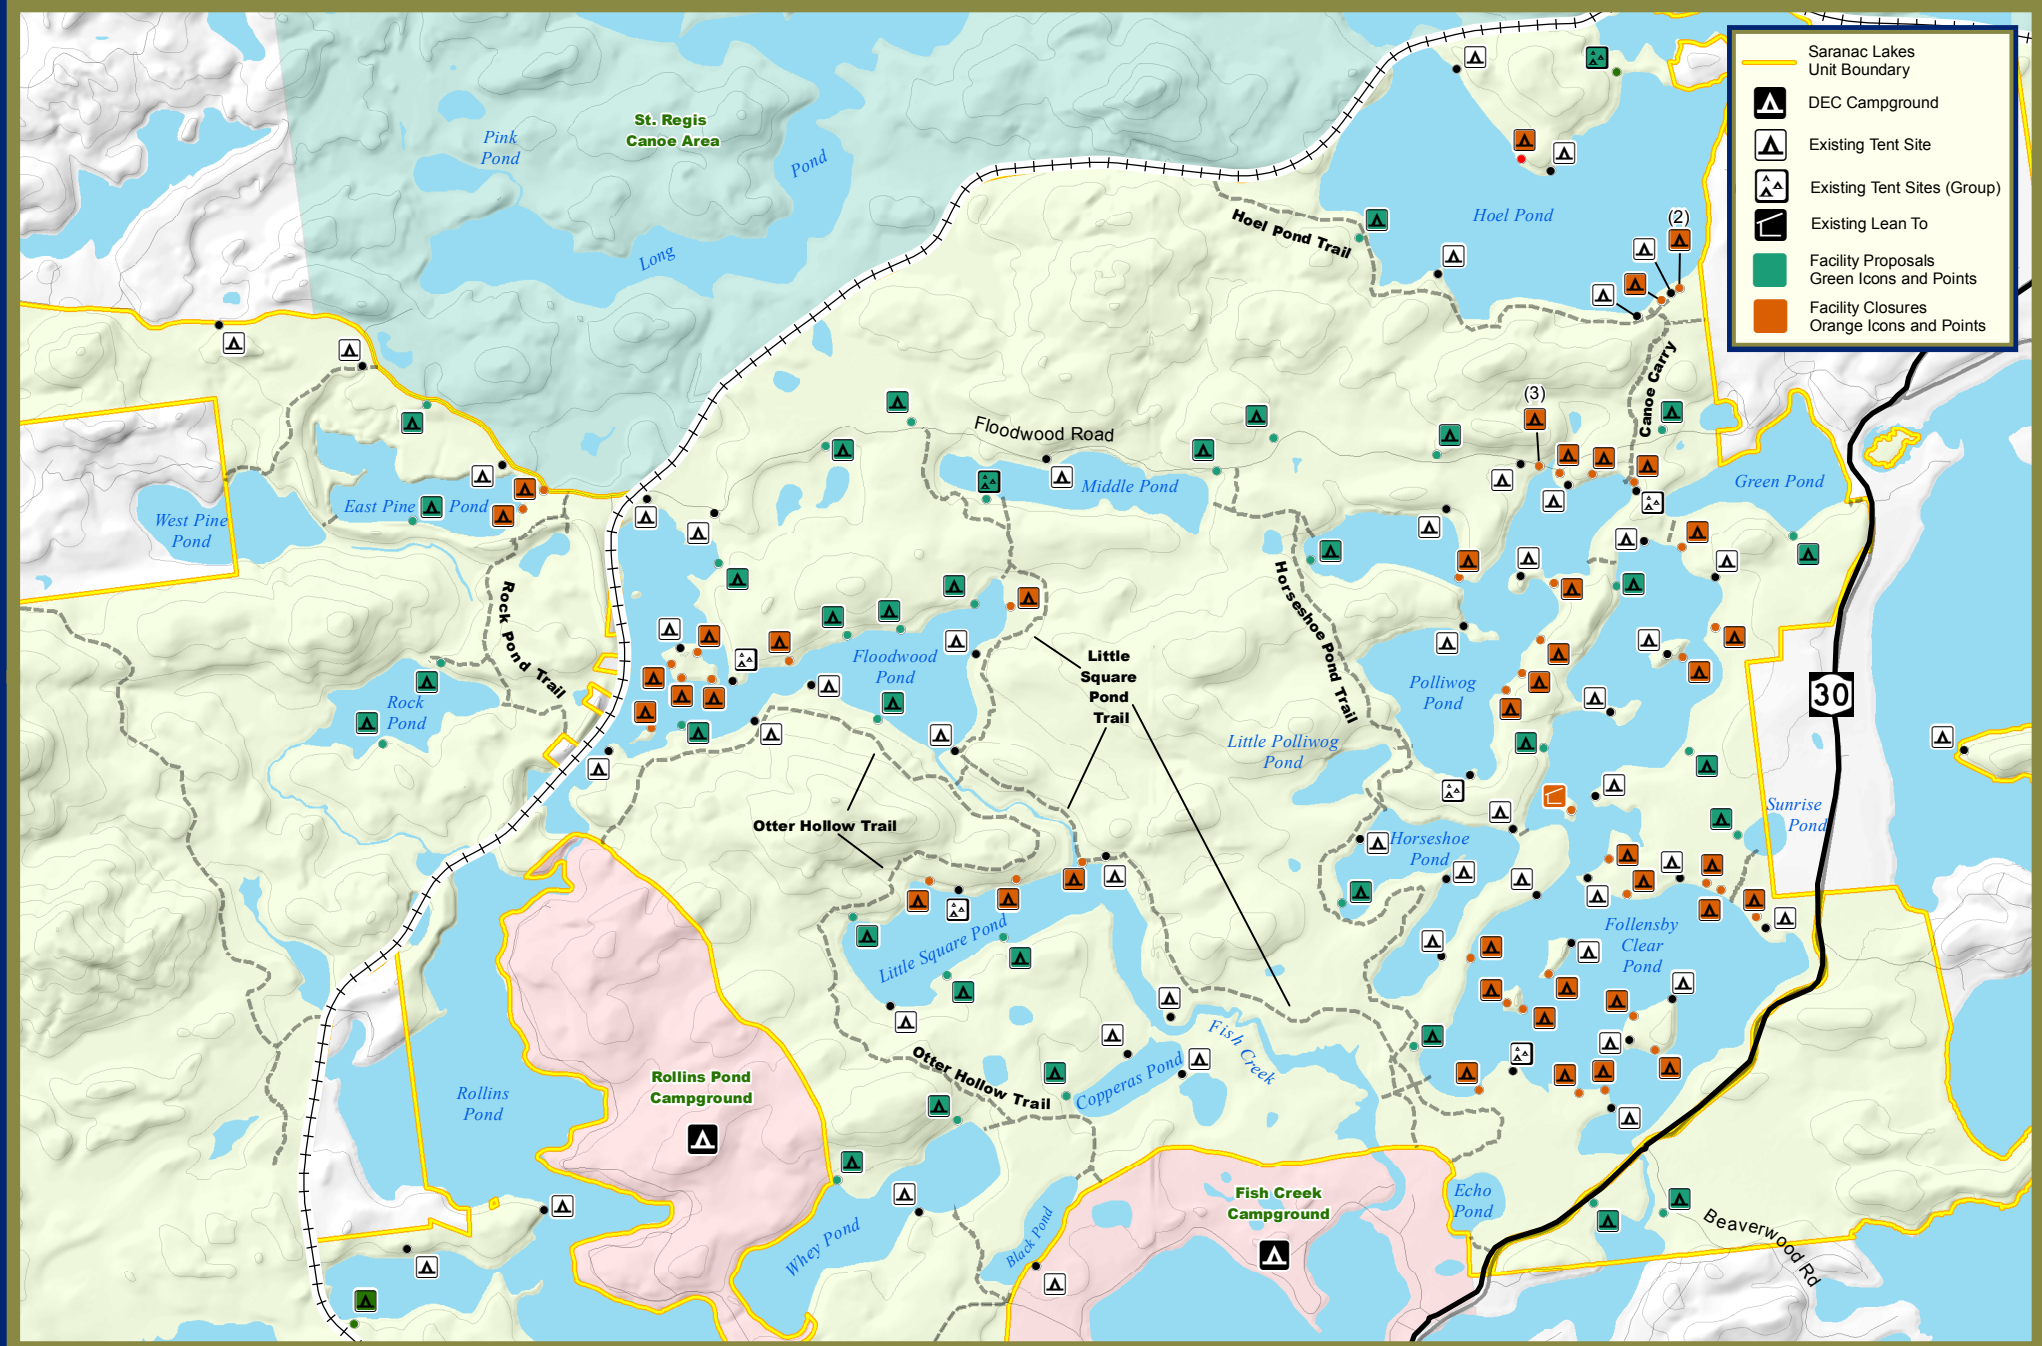 Saranac Lakes
Unit Boundary
DEC Campground
Existing Tent Site
Existing Tent Sites (Group)
Existing Lean To
Facility Proposals
Green Icons and Points
Facility Closures
Orange Icons and Points
St. Regis
Canoe Area
Pink
Pond
Long
Pond
Hoel Pond
Hoel Pond Trail
(2)
Canoe Carry
(3)
Floodwood Road
Middle Pond
Green Pond
East Pine Pond
West Pine
Pond
Rock Pond Trail
Rock
Pond
Floodwood
Pond
Little
Square
Pond
Trail
Horseshoe Pond Trail
Polliwog
Pond
Little Polliwog
Pond
30
Otter Hollow Trail
Horseshoe
Pond
Sunrise
Pond
Little Square Pond
Follensby
Clear
Pond
Fish Creek
Copperas Pond
Otter Hollow Trail
Rollins Pond
Campground
Rollins
Pond
Whey Pond
Black Pond
Fish Creek
Campground
Echo
Pond
Beaverwood Rd